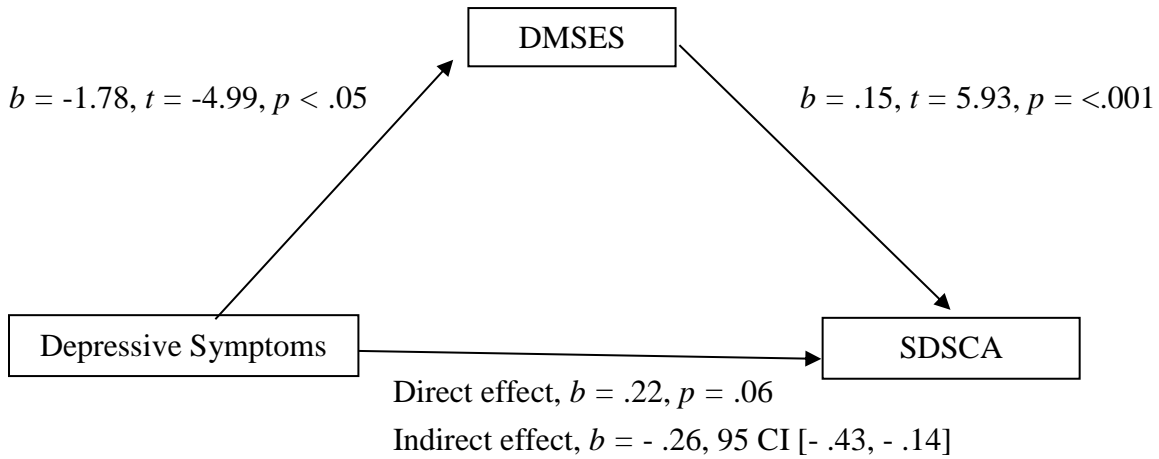 DMSES
b = -1.78, t = -4.99, p < .05
b = .15, t = 5.93, p = <.001
Depressive Symptoms
SDSCA
Direct effect, b = .22, p = .06
Indirect effect, b = - .26, 95 CI [- .43, - .14]